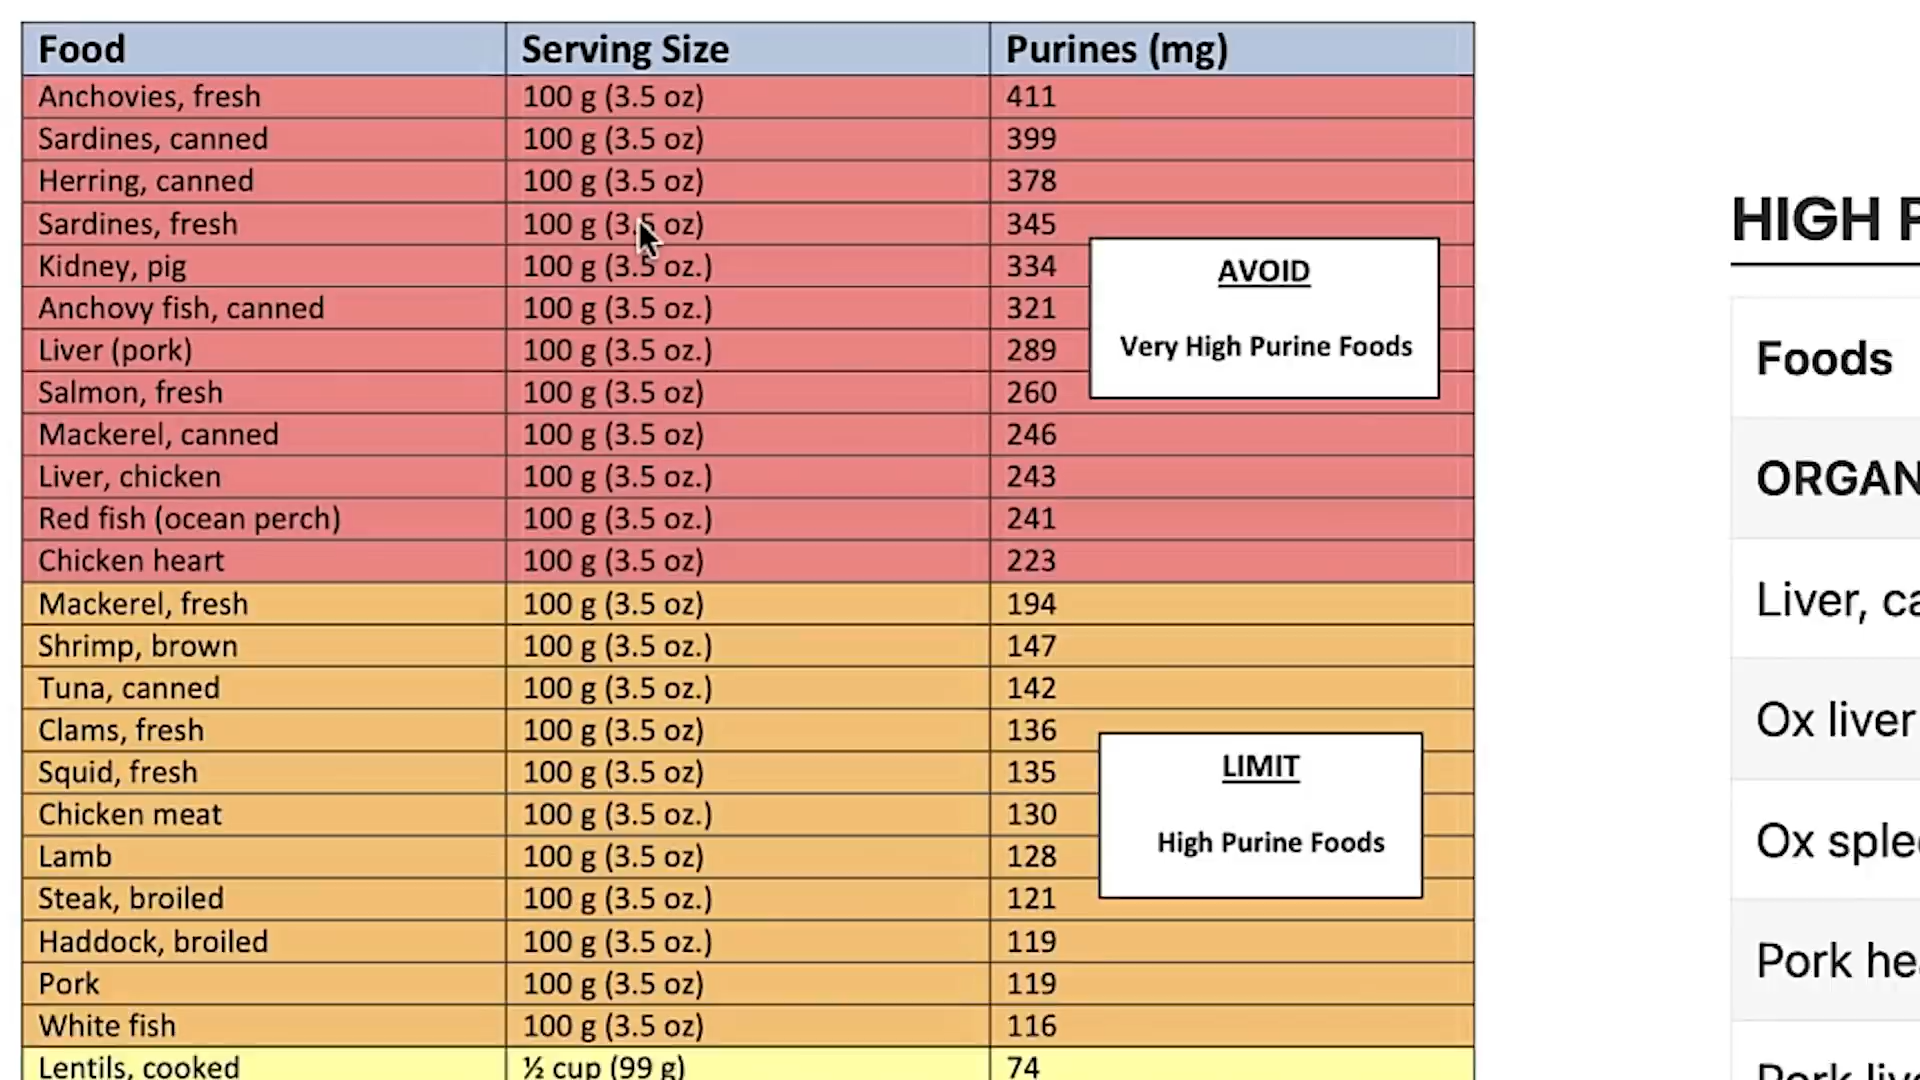 Food Serving Size Purines (mg)
Anchovies, fresh 100 g (3.5 oz) 411
Sardines, canned 100 g (3.5 oz) 399
Herring, canned 100 g (3.5 oz) 378
Sardines, fresh 100 g (3.5 oz) 345
Kidney, pig 100 g (3.5 oz.) 334
Anchovy fish, canned 100 g (3.5 oz.) 321
Liver (pork) 100 g (3.5 oz.) 289
Salmon, fresh 100 g (3.5 oz) 260
Mackerel, canned 100 g (3.5 oz) 246
Liver, chicken 100 g (3.5 oz.) 243
Red fish (ocean perch) 100 g (3.5 oz.) 241
Chicken heart 100 g (3.5 oz) 223
AVOID
Very High Purine Foods
Mackerel, fresh 100 g (3.5 oz) 194
Shrimp, brown 100 g (3.5 oz.) 147
Tuna, canned 100 g (3.5 oz.) 142
Clams, fresh 100 g (3.5 oz) 136
Squid, fresh 100 g (3.5 oz) 135
Chicken meat 100 g (3.5 oz.) 130
Lamb 100 g (3.5 oz) 128
Steak, broiled 100 g (3.5 oz.) 121
Haddock, broiled 100 g (3.5 oz.) 119
Pork 100 g (3.5 oz) 119
White fish 100 g (3.5 oz) 116
LIMIT
High Purine Foods
Lentils, cooked ½ cup (99 g) 74
HIGH
Foods
Liver,
Ox liver
Ox
Pork
Pork